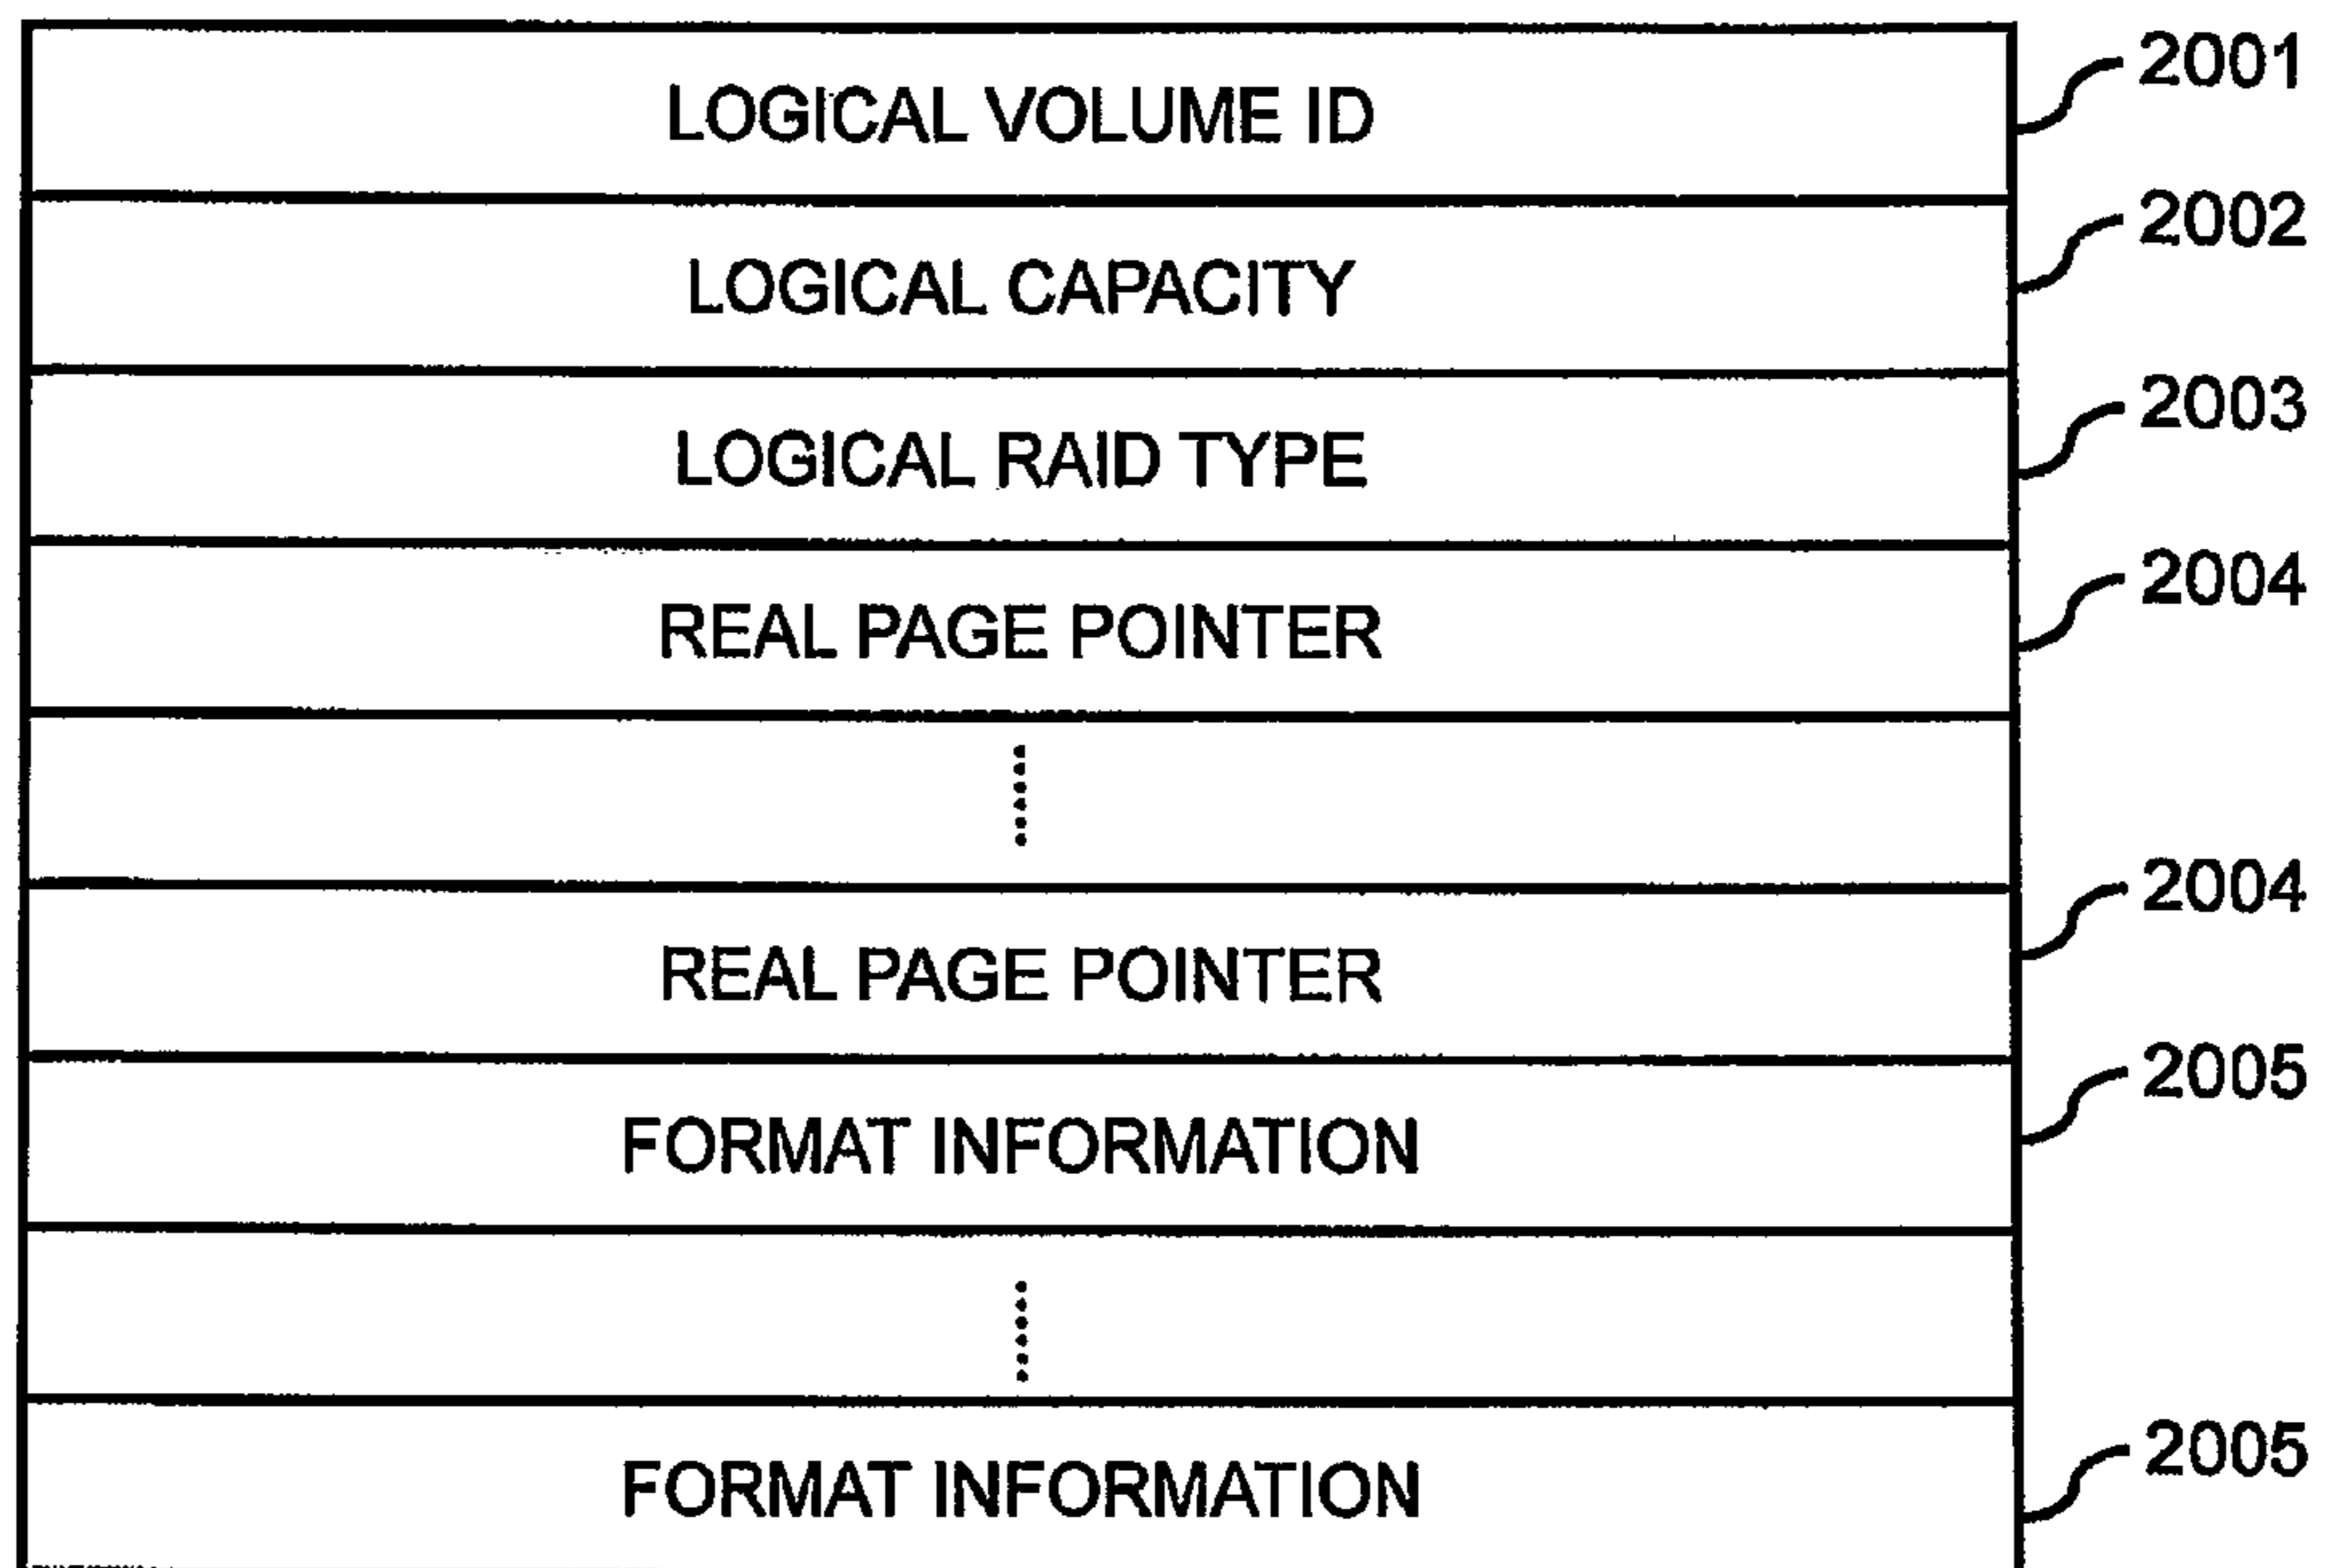 LOGICAL VOLUME ID 2001
LOGICAL CAPACITY 2002
LOGICAL RAID TYPE 2003
REAL PAGE POINTER 2004
REAL PAGE POINTER 2004
FORMAT INFORMATION 2005
FORMAT INFORMATION 2005